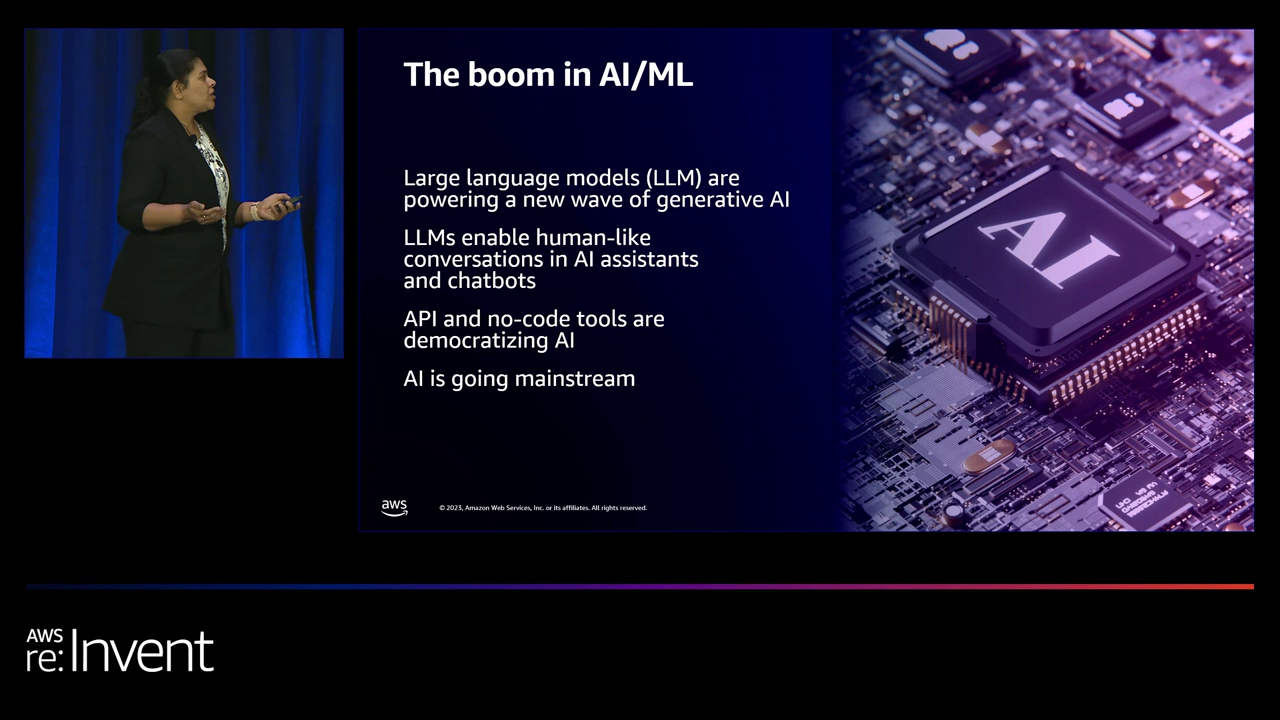 The boom in AI/ML
Large language models (LLM) are
powering a new wave of generative AI
LLMs enable human-like
conversations in AI assistants
and chatbots
API and no-code tools are
democratizing AI
AI is going mainstream
aws
© 2023, Amazon Web Services, Inc. or its affiliates. All rights reserved.
AI
AWS
re:Invent